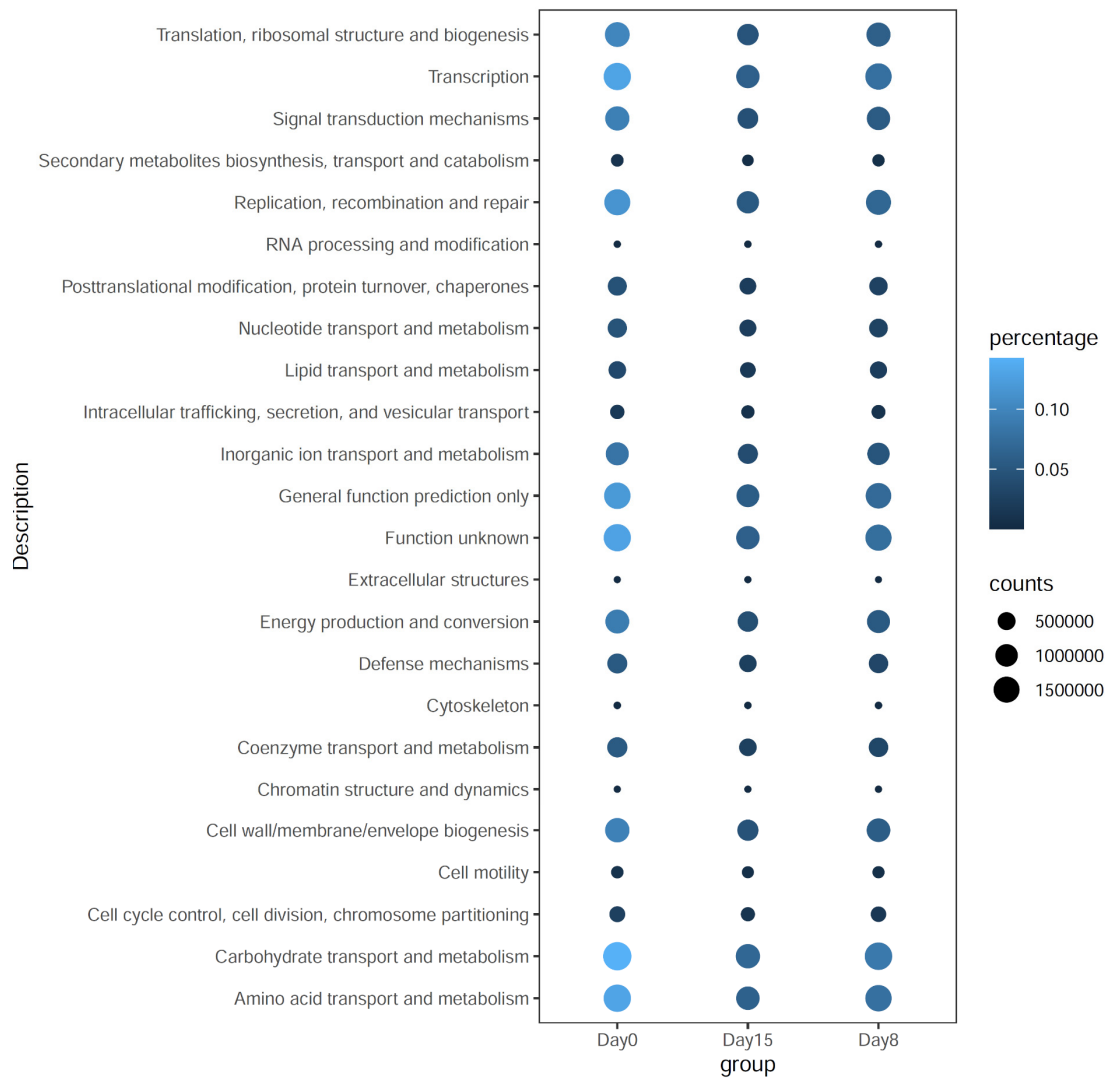 Description
Translation, ribosomal structure and biogenesis
Transcription
Signal transduction mechanisms
Secondary metabolites biosynthesis, transport and catabolism
Replication, recombination and repair
RNA processing and modification
Posttranslational modification, protein turnover, chaperones
Nucleotide transport and metabolism
Lipid transport and metabolism
Intracellular trafficking, secretion, and vesicular transport
Inorganic ion transport and metabolism
General function prediction only
Function unknown
Extracellular structures
Energy production and conversion
Defense mechanisms
Cytoskeleton
Coenzyme transport and metabolism
Chromatin structure and dynamics
Cell wall/membrane/envelope biogenesis
Cell motility
Cell cycle control, cell division, chromosome partitioning
Carbohydrate transport and metabolism
Amino acid transport and metabolism
Day0 Day15 Day8
group
percentage
0.10
0.05
counts
500000
1000000
1500000